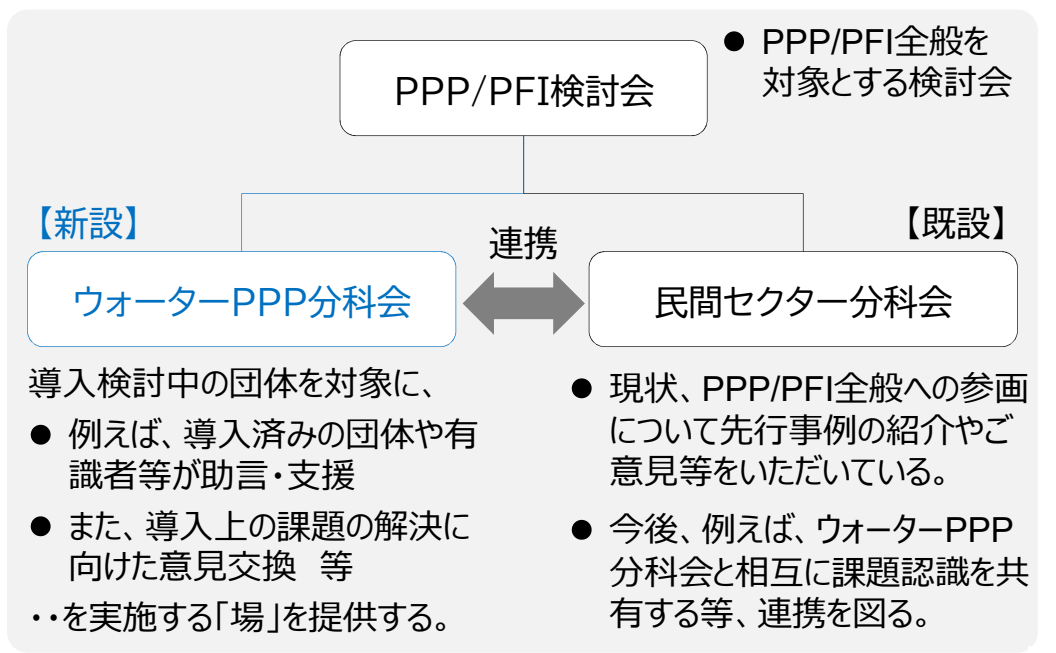 PPP/PFI検討会
● PPP/PFI全般を
対象とする検討会
【新設】
連携
【既設】
ウォーターPPP分科会
民間セクター分科会
導入検討中の団体を対象に、
● 例えば、導入済みの団体や有
識者等が助言・支援
● また、導入上の課題の解決に
向けた意見交換　等
・・を実施する「場」を提供する。
● 現状、PPP/PFI全般への参画
について先行事例の紹介やご
意見等をいただいている。
● 今後、例えば、ウォーターPPP
分科会と相互に課題認識を共
有する等、連携を図る。